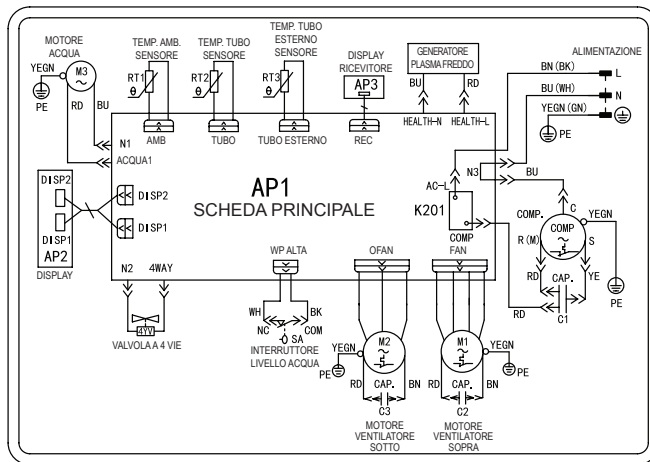 MOTORE
ACQUA
M3
YEGN
PE
RD
BU
N1
ACQUA1
TEMP. AMB.
SENSORE
RT1
θ
AMB
TEMP. TUBO
SENSORE
RT2
θ
TUBO
TEMP. TUBO
ESTERNO
SENSORE
RT3
θ
TUBO ESTERNO
DISPLAY
RICEVITORE
AP3
REC
GENERATORE
PLASMA FREDDO
BU
RD
HEALTH-N
HEALTH-L
ALIMENTAZIONE
BN (BK)
L
BU (WH)
N
YEGN (GN)
PE
N3
BU
AC-L
K201
COMP
AP1
SCHEDA PRINCIPALE
DISP2
DISP1
AP2
DISPLAY
DISP2
DISP1
N2
4WAY
4YV
VALVOLA A 4 VIE
WP ALTA
WH
BK
NC
COM
SA
INTERRUTTORE
LIVELLO ACQUA
OFAN
M2
YEGN
PE
RD
CAP.
BN
C3
MOTORE
VENTILATORE
SOTTO
FAN
M1
YEGN
PE
RD
CAP.
BN
C2
MOTORE
VENTILATORE
SOPRA
COMP.
C
COMP
YEGN
R (M)
S
PE
RD
YE
CAP.
RD
C1